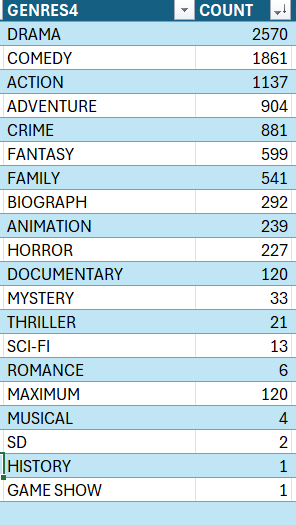 GENRES4 COUNT
DRAMA 2570
COMEDY 1861
ACTION 1137
ADVENTURE 904
CRIME 881
FANTASY 599
FAMILY 541
BIOGRAPH 292
ANIMATION 239
HORROR 227
DOCUMENTARY 120
MYSTERY 33
THRILLER 21
SCI-FI 13
ROMANCE 6
MAXIMUM 120
MUSICAL 4
SD 2
HISTORY 1
GAME SHOW 1